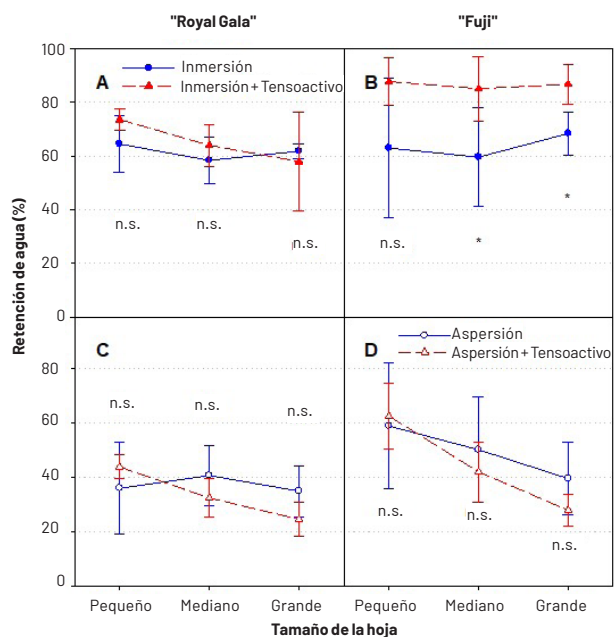 "Royal Gala"
"Fuji"
Retención de agua (%)
100
80
60
40
20
0
A
Inmersión
Inmersión + Tensoactivo
n.s.
n.s.
n.s.
B
n.s.
*
*
80
60
40
20
0
C
n.s.
n.s.
n.s.
D
Aspersión
Aspersión + Tensoactivo
n.s.
n.s.
n.s.
Pequeño
Mediano
Grande
Pequeño
Mediano
Grande
Tamaño de la hoja